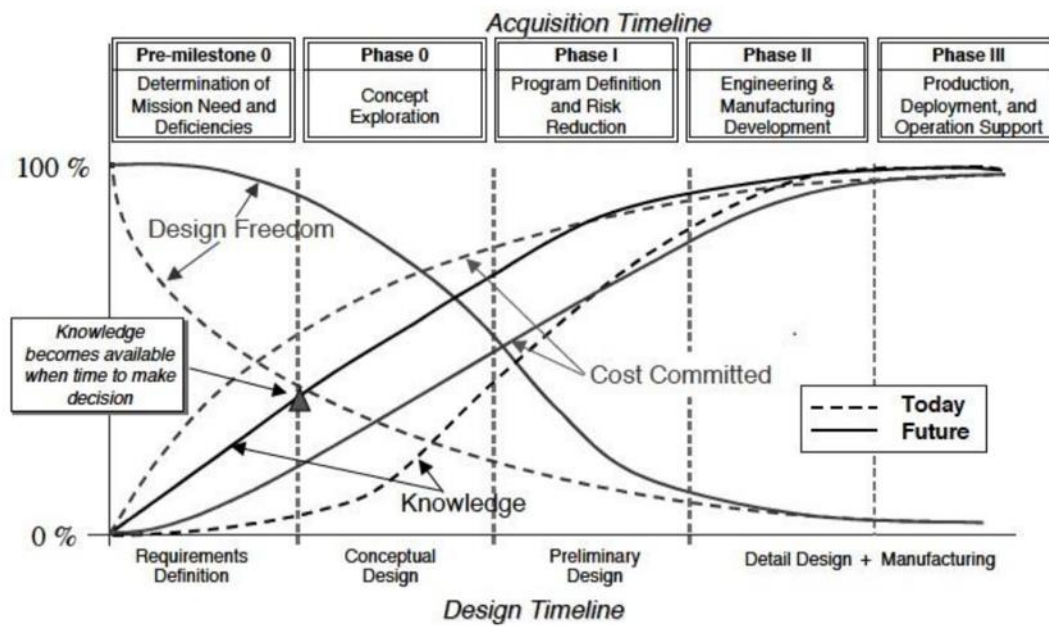 Acquisition Timeline
Pre-milestone 0
Determination of
Mission Need and
Deficiencies
Phase 0
Concept
Exploration
Phase I
Program Definition
and Risk
Reduction
Phase II
Engineering &
Manufacturing
Development
Phase III
Production,
Deployment, and
Operation Support
100 %
Design Freedom
Knowledge
becomes available
when time to make
decision
Cost Committed
Today
Future
Knowledge
0 %
Requirements
Definition
Conceptual
Design
Preliminary
Design
Detail Design + Manufacturing
Design Timeline